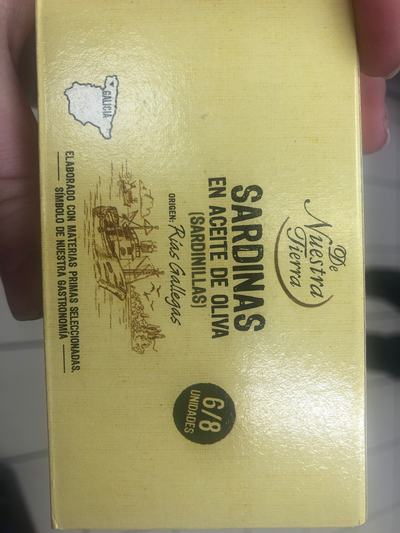 De
Nuestra
Tierra
SARDINAS
EN ACEITE DE OLIVA
(SARDINILLAS)
ORIGEN: Rías Gallegas
6/8
UNIDADES
GALICIA
ELABORADO CON MATERIAS PRIMAS SELECCIONADAS.
SÍMBOLO DE NUESTRA GASTRONOMIA